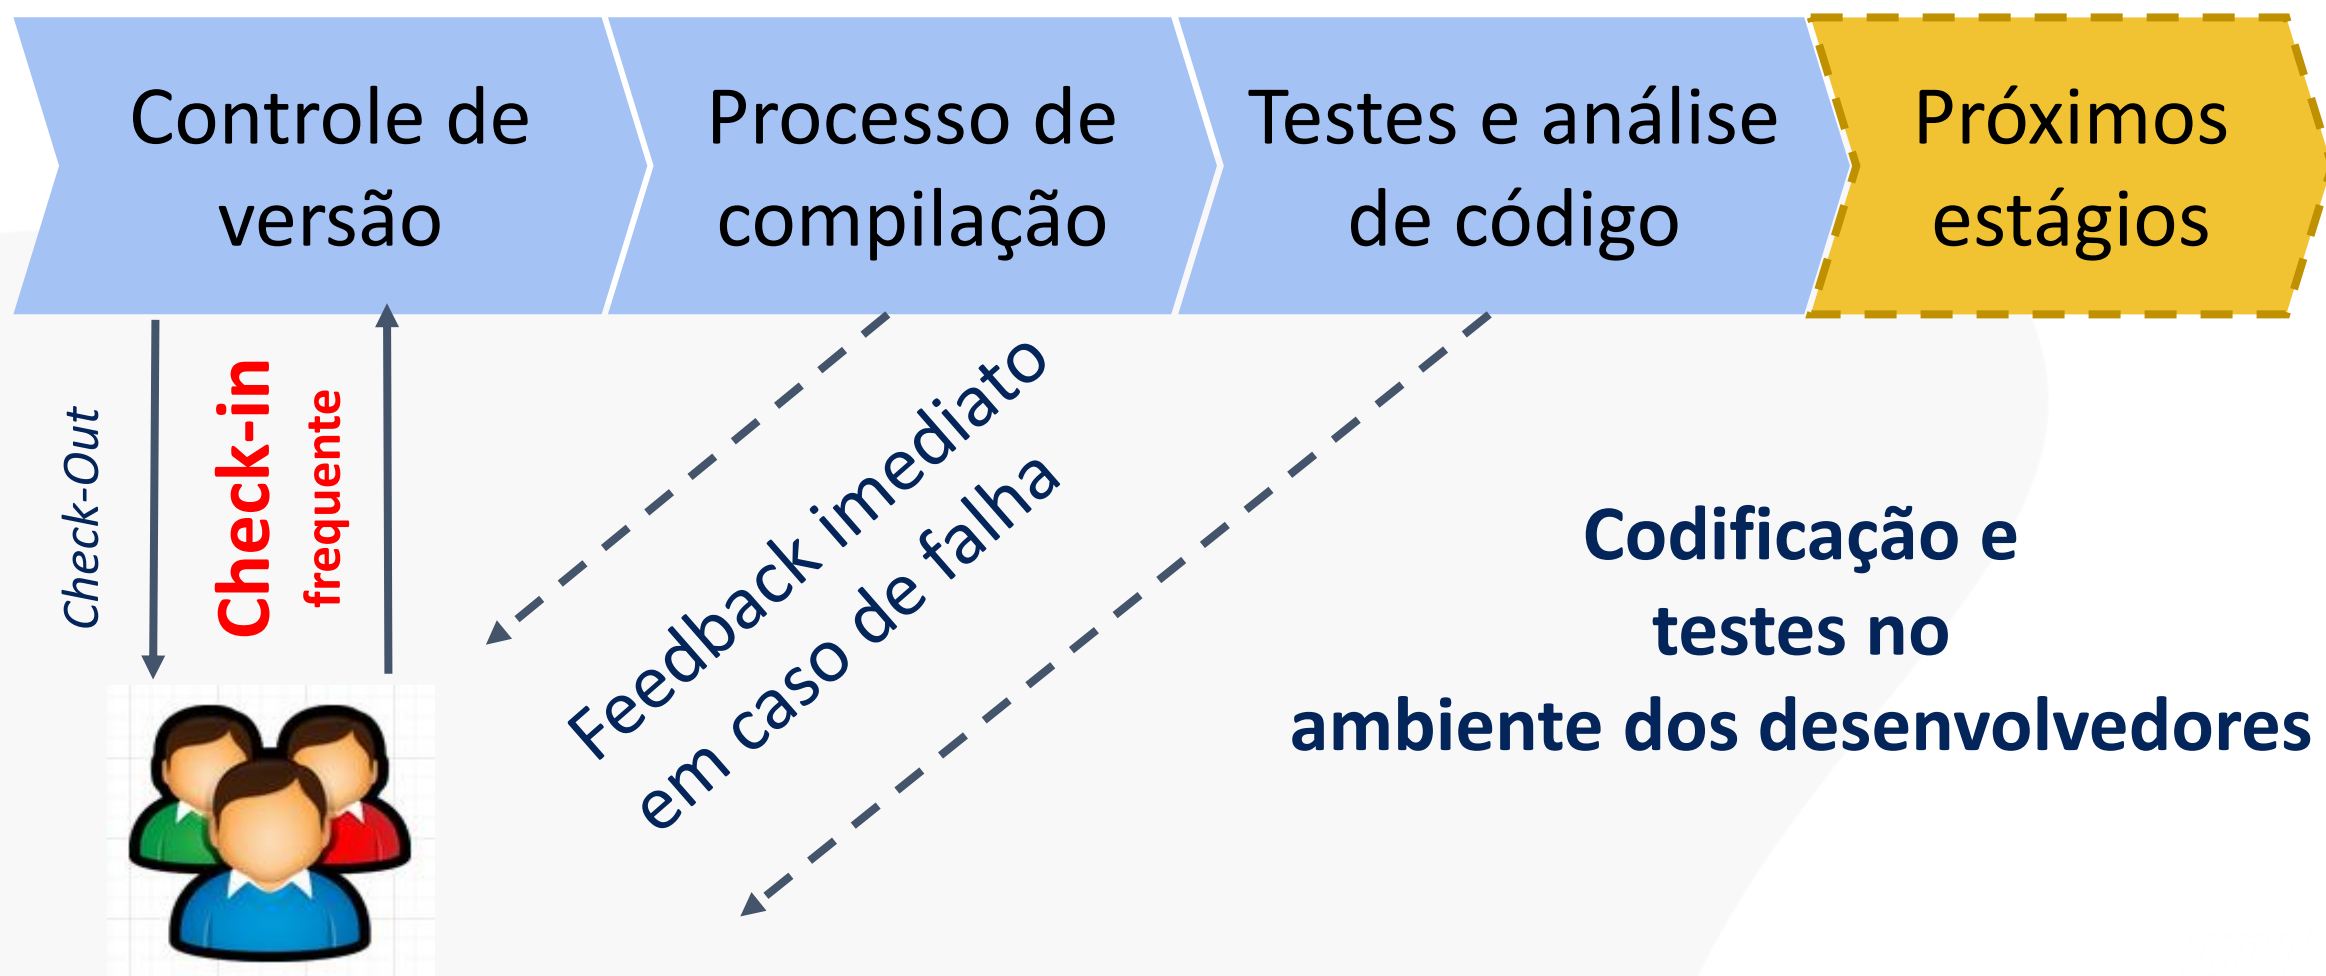 Controle de
versão
Processo de
compilação
Testes e análise
de código
Próximos
estágios
Check-Out
Check-in
frequente
Feedback imediato
em caso de falha
Codificação e
testes no
ambiente dos desenvolvedores